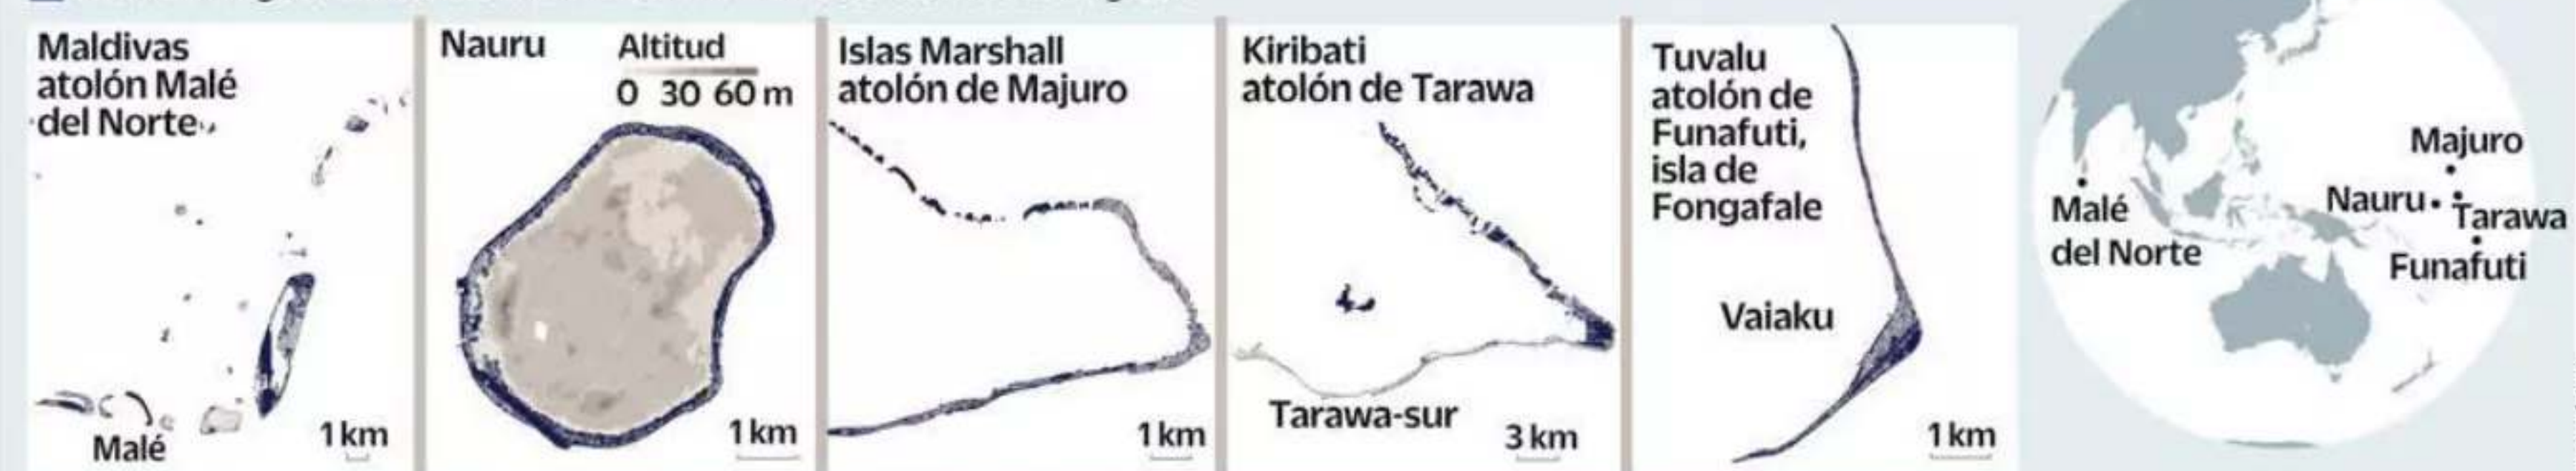 Maldivas
atolón Malé
del Norte
Malé
1 km
Nauru
Altitud
0 30 60 m
1 km
Islas Marshall
atolón de Majuro
1 km
Kiribati
atolón de Tarawa
Tarawa-sur
3 km
Tuvalu
atolón de
Funafuti,
isla de
Fongafale
Vaiaku
1 km
Majuro
Nauru
Tarawa
Malé
del Norte
Funafuti